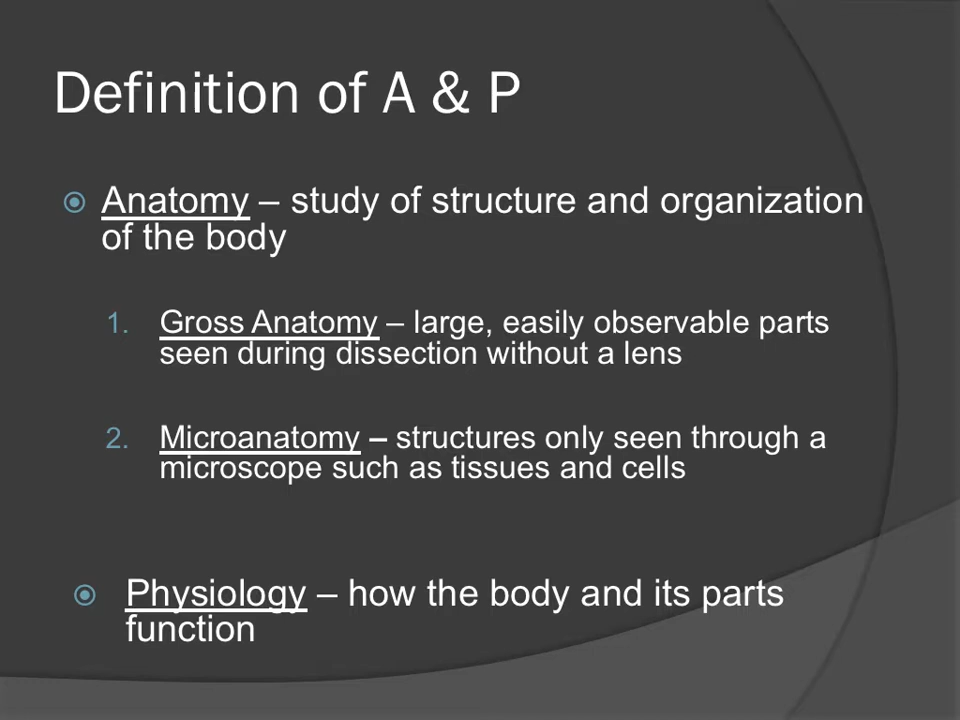 Definition of A & P
Anatomy – study of structure and organization
of the body
1. Gross Anatomy – large, easily observable parts
seen during dissection without a lens
2. Microanatomy – structures only seen through a
microscope such as tissues and cells
Physiology – how the body and its parts
function